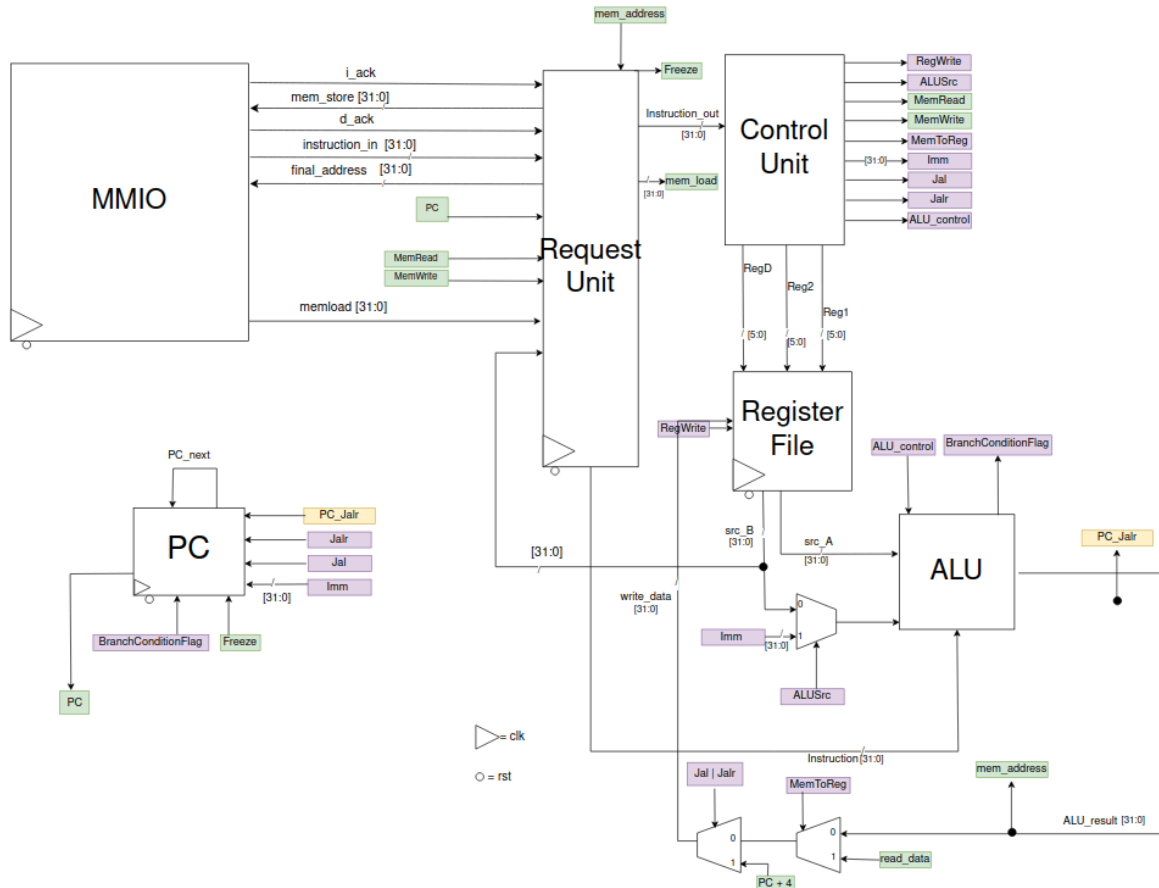 mem_address
MMIO
i_ack
mem_store [31:0]
d_ack
instruction_in [31:0]
final_address [31:0]
PC
MemRead
MemWrite
memload [31:0]
Request
Unit
Freeze
Instruction_out
[31:0]
mem_load
[31:0]
Control
Unit
RegWrite
ALUSrc
MemRead
MemWrite
MemToReg
[31:0]
Imm
Jal
Jalr
ALU_control
RegD
Reg2
Reg1
[5:0]
[5:0]
[5:0]
Register
File
RegWrite
ALU_control
BranchConditionFlag
PC_next
PC
PC_Jalr
Jalr
Jal
Imm
[31:0]
BranchConditionFlag
Freeze
PC
[31:0]
src_B
[31:0]
src_A
[31:0]
ALU
PC_Jalr
write_data
[31:0]
Imm
[31:0]
0
1
ALUSrc
= clk
= rst
Instruction
[31:0]
Jal | Jalr
MemToReg
mem_address
ALU_result [31:0]
0
1
0
1
read_data
PC + 4